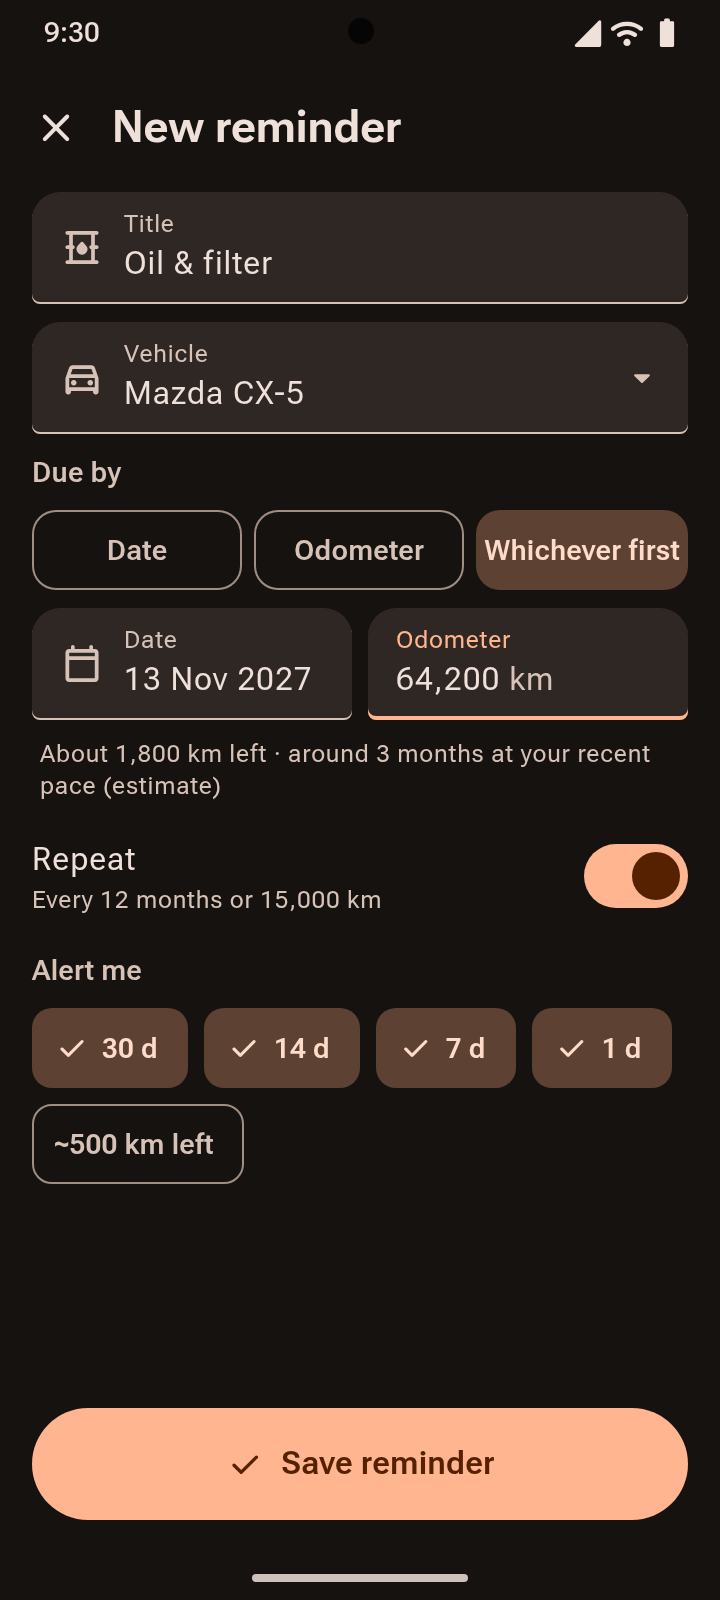 9:30
New reminder
Title
Oil & filter
Vehicle
Mazda CX-5
Due by
Date
Odometer
Whichever first
Date
13 Nov 2027
Odometer
64,200 km
About 1,800 km left · around 3 months at your recent
pace (estimate)
Repeat
Every 12 months or 15,000 km
Alert me
30 d
14 d
7 d
1 d
~500 km left
Save reminder